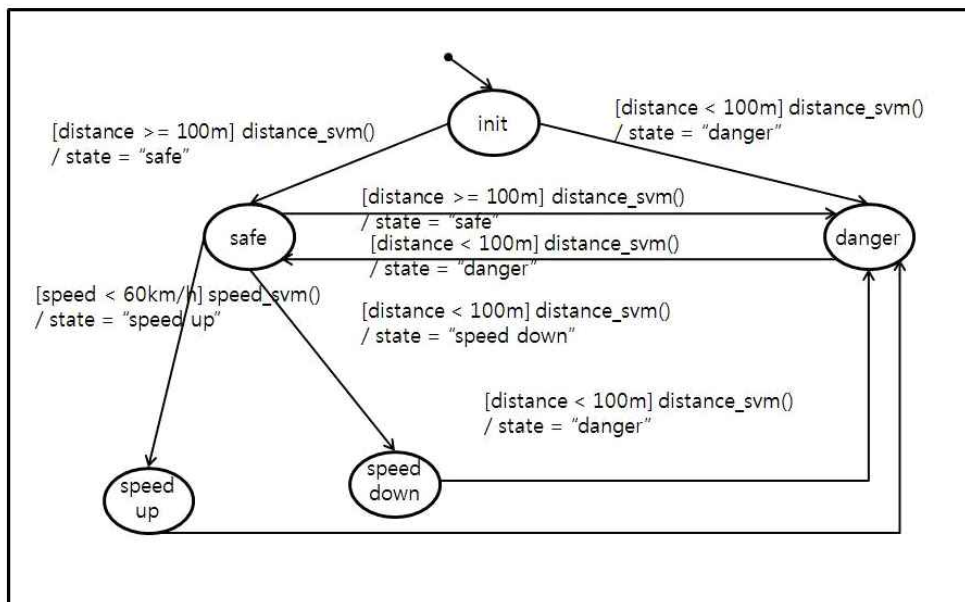 init
[distance < 100m] distance_svm()
/ state = “danger”
[distance >= 100m] distance_svm()
/ state = “safe”
[distance >= 100m] distance_svm()
/ state = “safe”
safe
danger
[distance < 100m] distance_svm()
/ state = “danger”
[speed < 60km/h] speed_svm()
/ state = “speed up”
[distance < 100m] distance_svm()
/ state = “speed down”
[distance < 100m] distance_svm()
/ state = “danger”
speed
up
speed
down